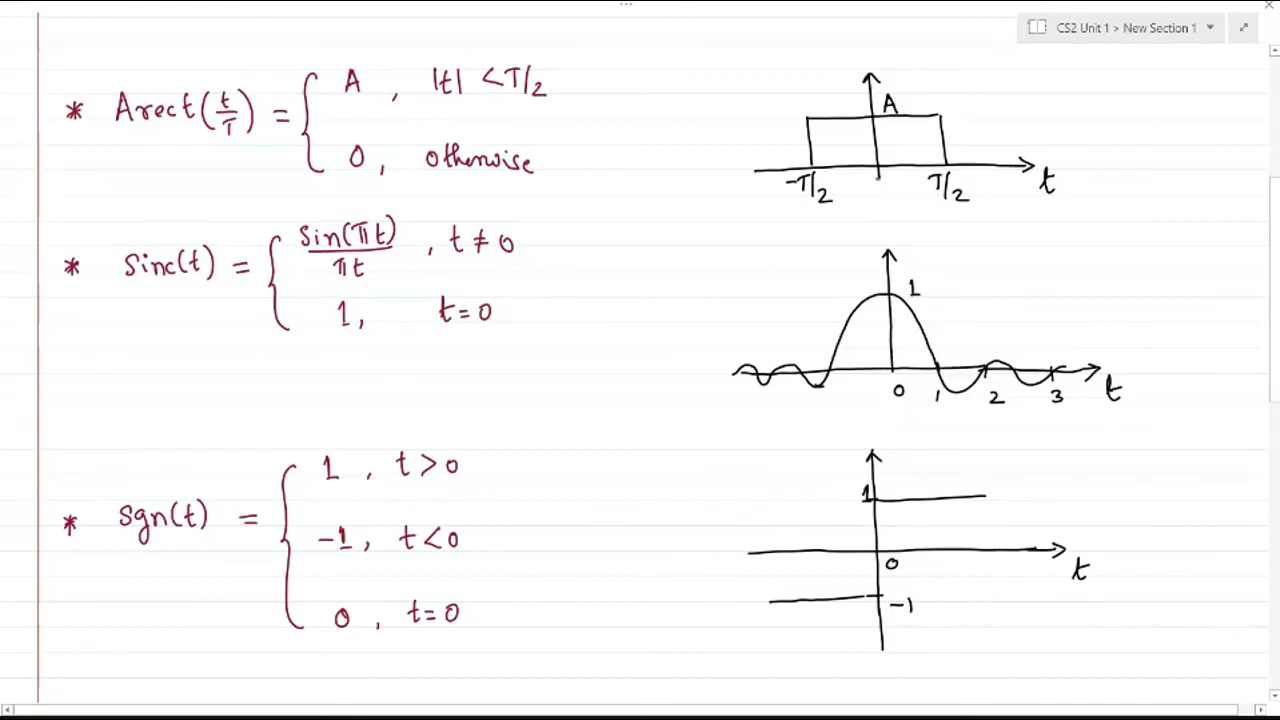 CS2 Unit 1 > New Section 1
* A rect(t/T) = { A , |t| < T/2
0 , otherwise
A
-T/2 T/2 t
* Sinc(t) = { Sin(πt)/πt , t ≠ 0
1, t = 0
1
0 1 2 3 t
* Sgn(t) = { 1 , t > 0
-1 , t < 0
0 , t = 0
1
0 t
-1